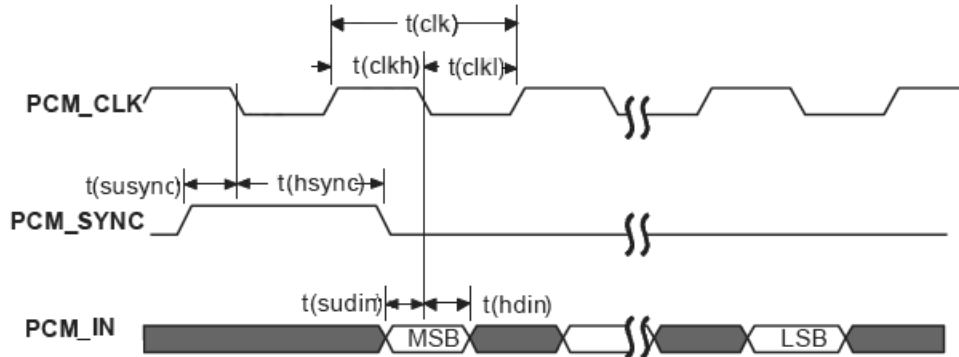 t(clk)
t(clkh) t(clkl)
PCM_CLK
t(susync) t(hsync)
PCM_SYNC
t(sudin) t(hdin)
PCM_IN MSB LSB